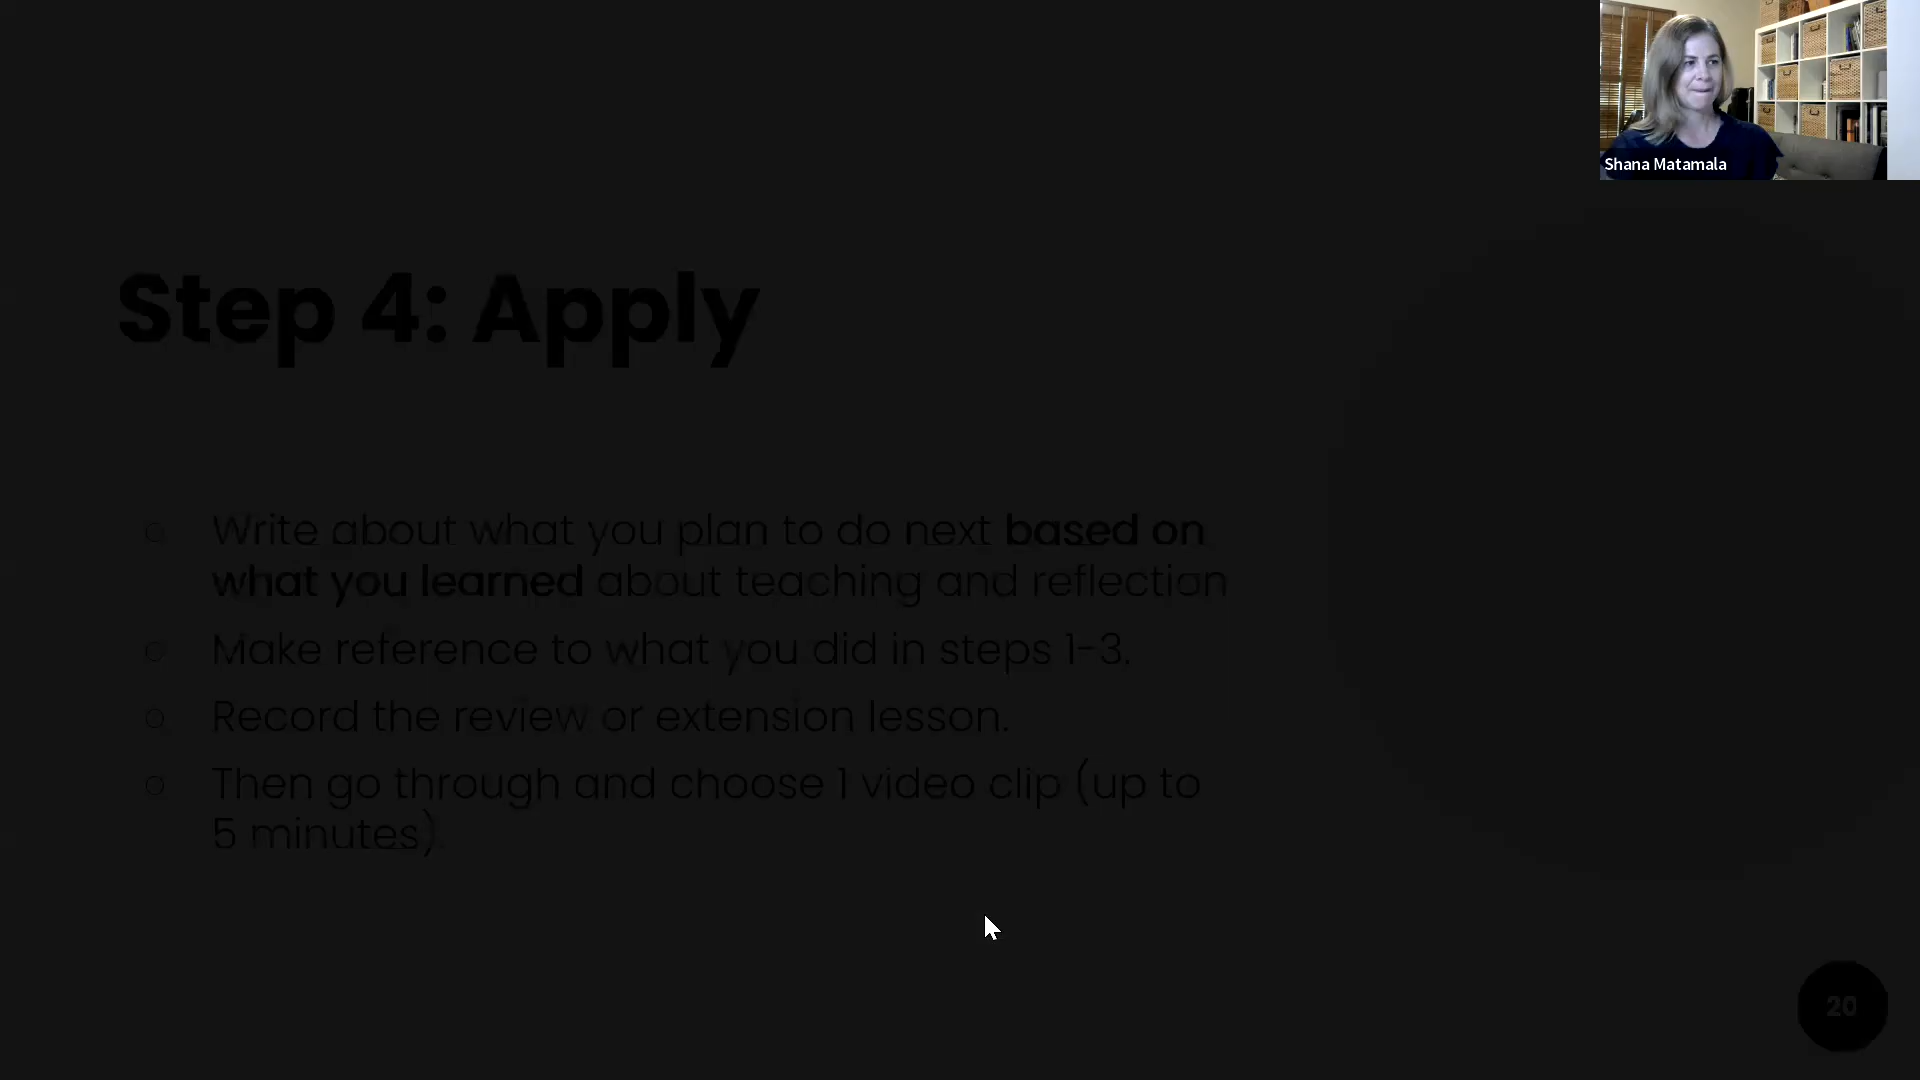 Shana Matamala
Step 4: Apply
Write about what you plan to do next based on
what you learned about teaching and reflection
Make reference to what you did in steps 1-3.
Record the review or extension lesson.
Then go through and choose 1 video clip (up to
5 minutes).
20